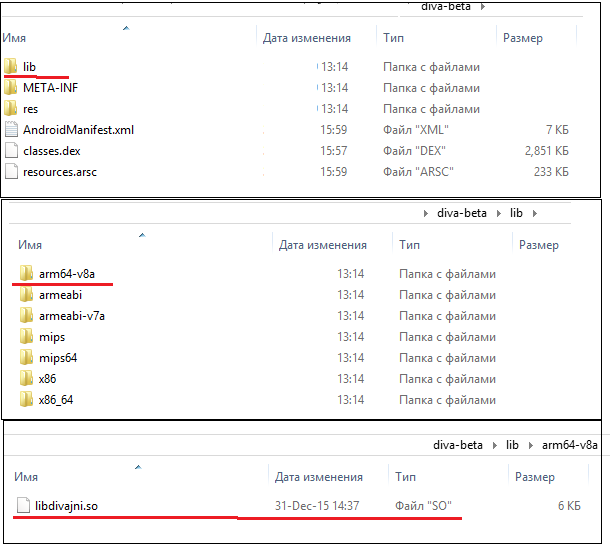 diva-beta
Имя Дата изменения Тип Размер
lib 13:14 Папка с файлами
META-INF 13:14 Папка с файлами
res 13:14 Папка с файлами
AndroidManifest.xml 15:59 Файл "XML" 7 КБ
classes.dex 15:57 Файл "DEX" 2,851 КБ
resources.arsc 15:59 Файл "ARSC" 233 КБ
diva-beta lib
Имя Дата изменения Тип Размер
arm64-v8a 13:14 Папка с файлами
armeabi 13:14 Папка с файлами
armeabi-v7a 13:14 Папка с файлами
mips 13:14 Папка с файлами
mips64 13:14 Папка с файлами
x86 13:14 Папка с файлами
x86_64 13:14 Папка с файлами
diva-beta lib arm64-v8a
Имя Дата изменения Тип Размер
libdivajni.so 31-Dec-15 14:37 Файл "SO" 6 КБ